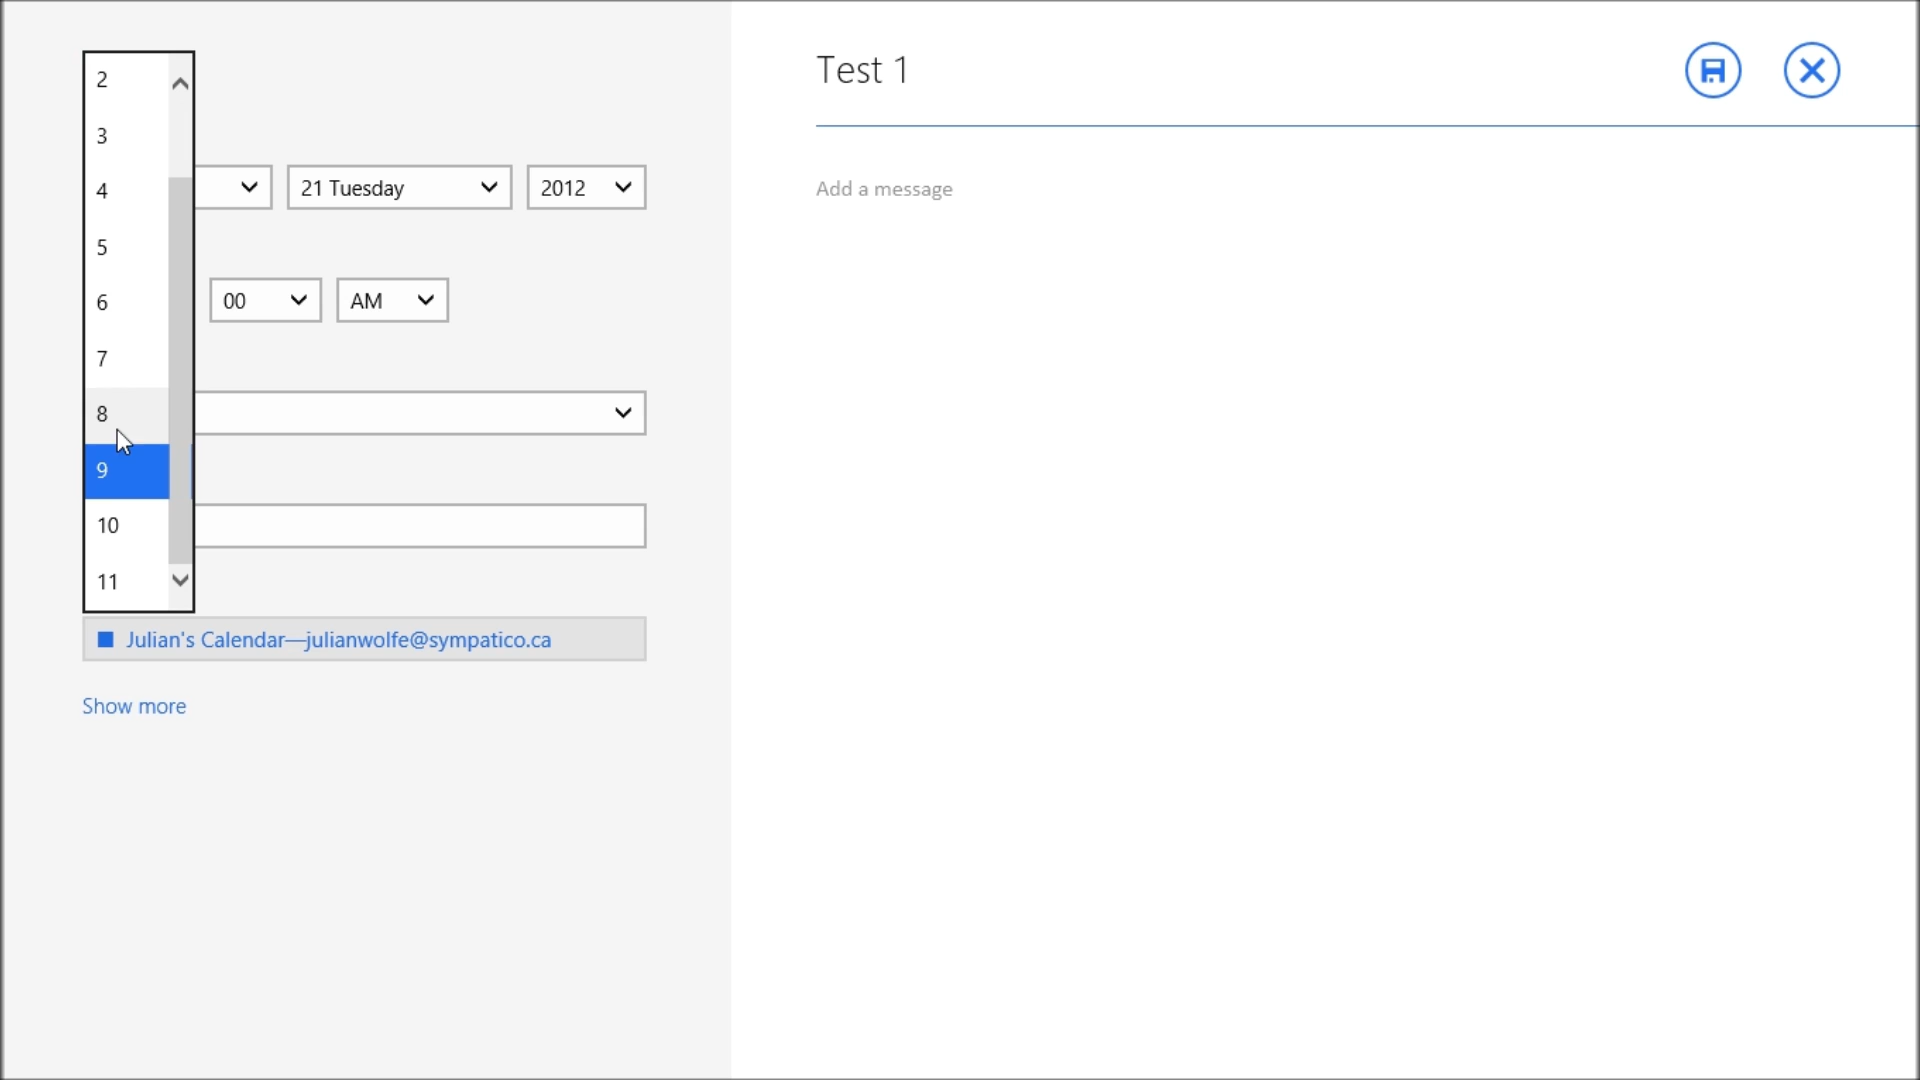 2
3
4
5
6
7
8
9
10
11
21 Tuesday
2012
00
AM
Julian's Calendar—julianwolfe@sympatico.ca
Show more
Test 1
Add a message